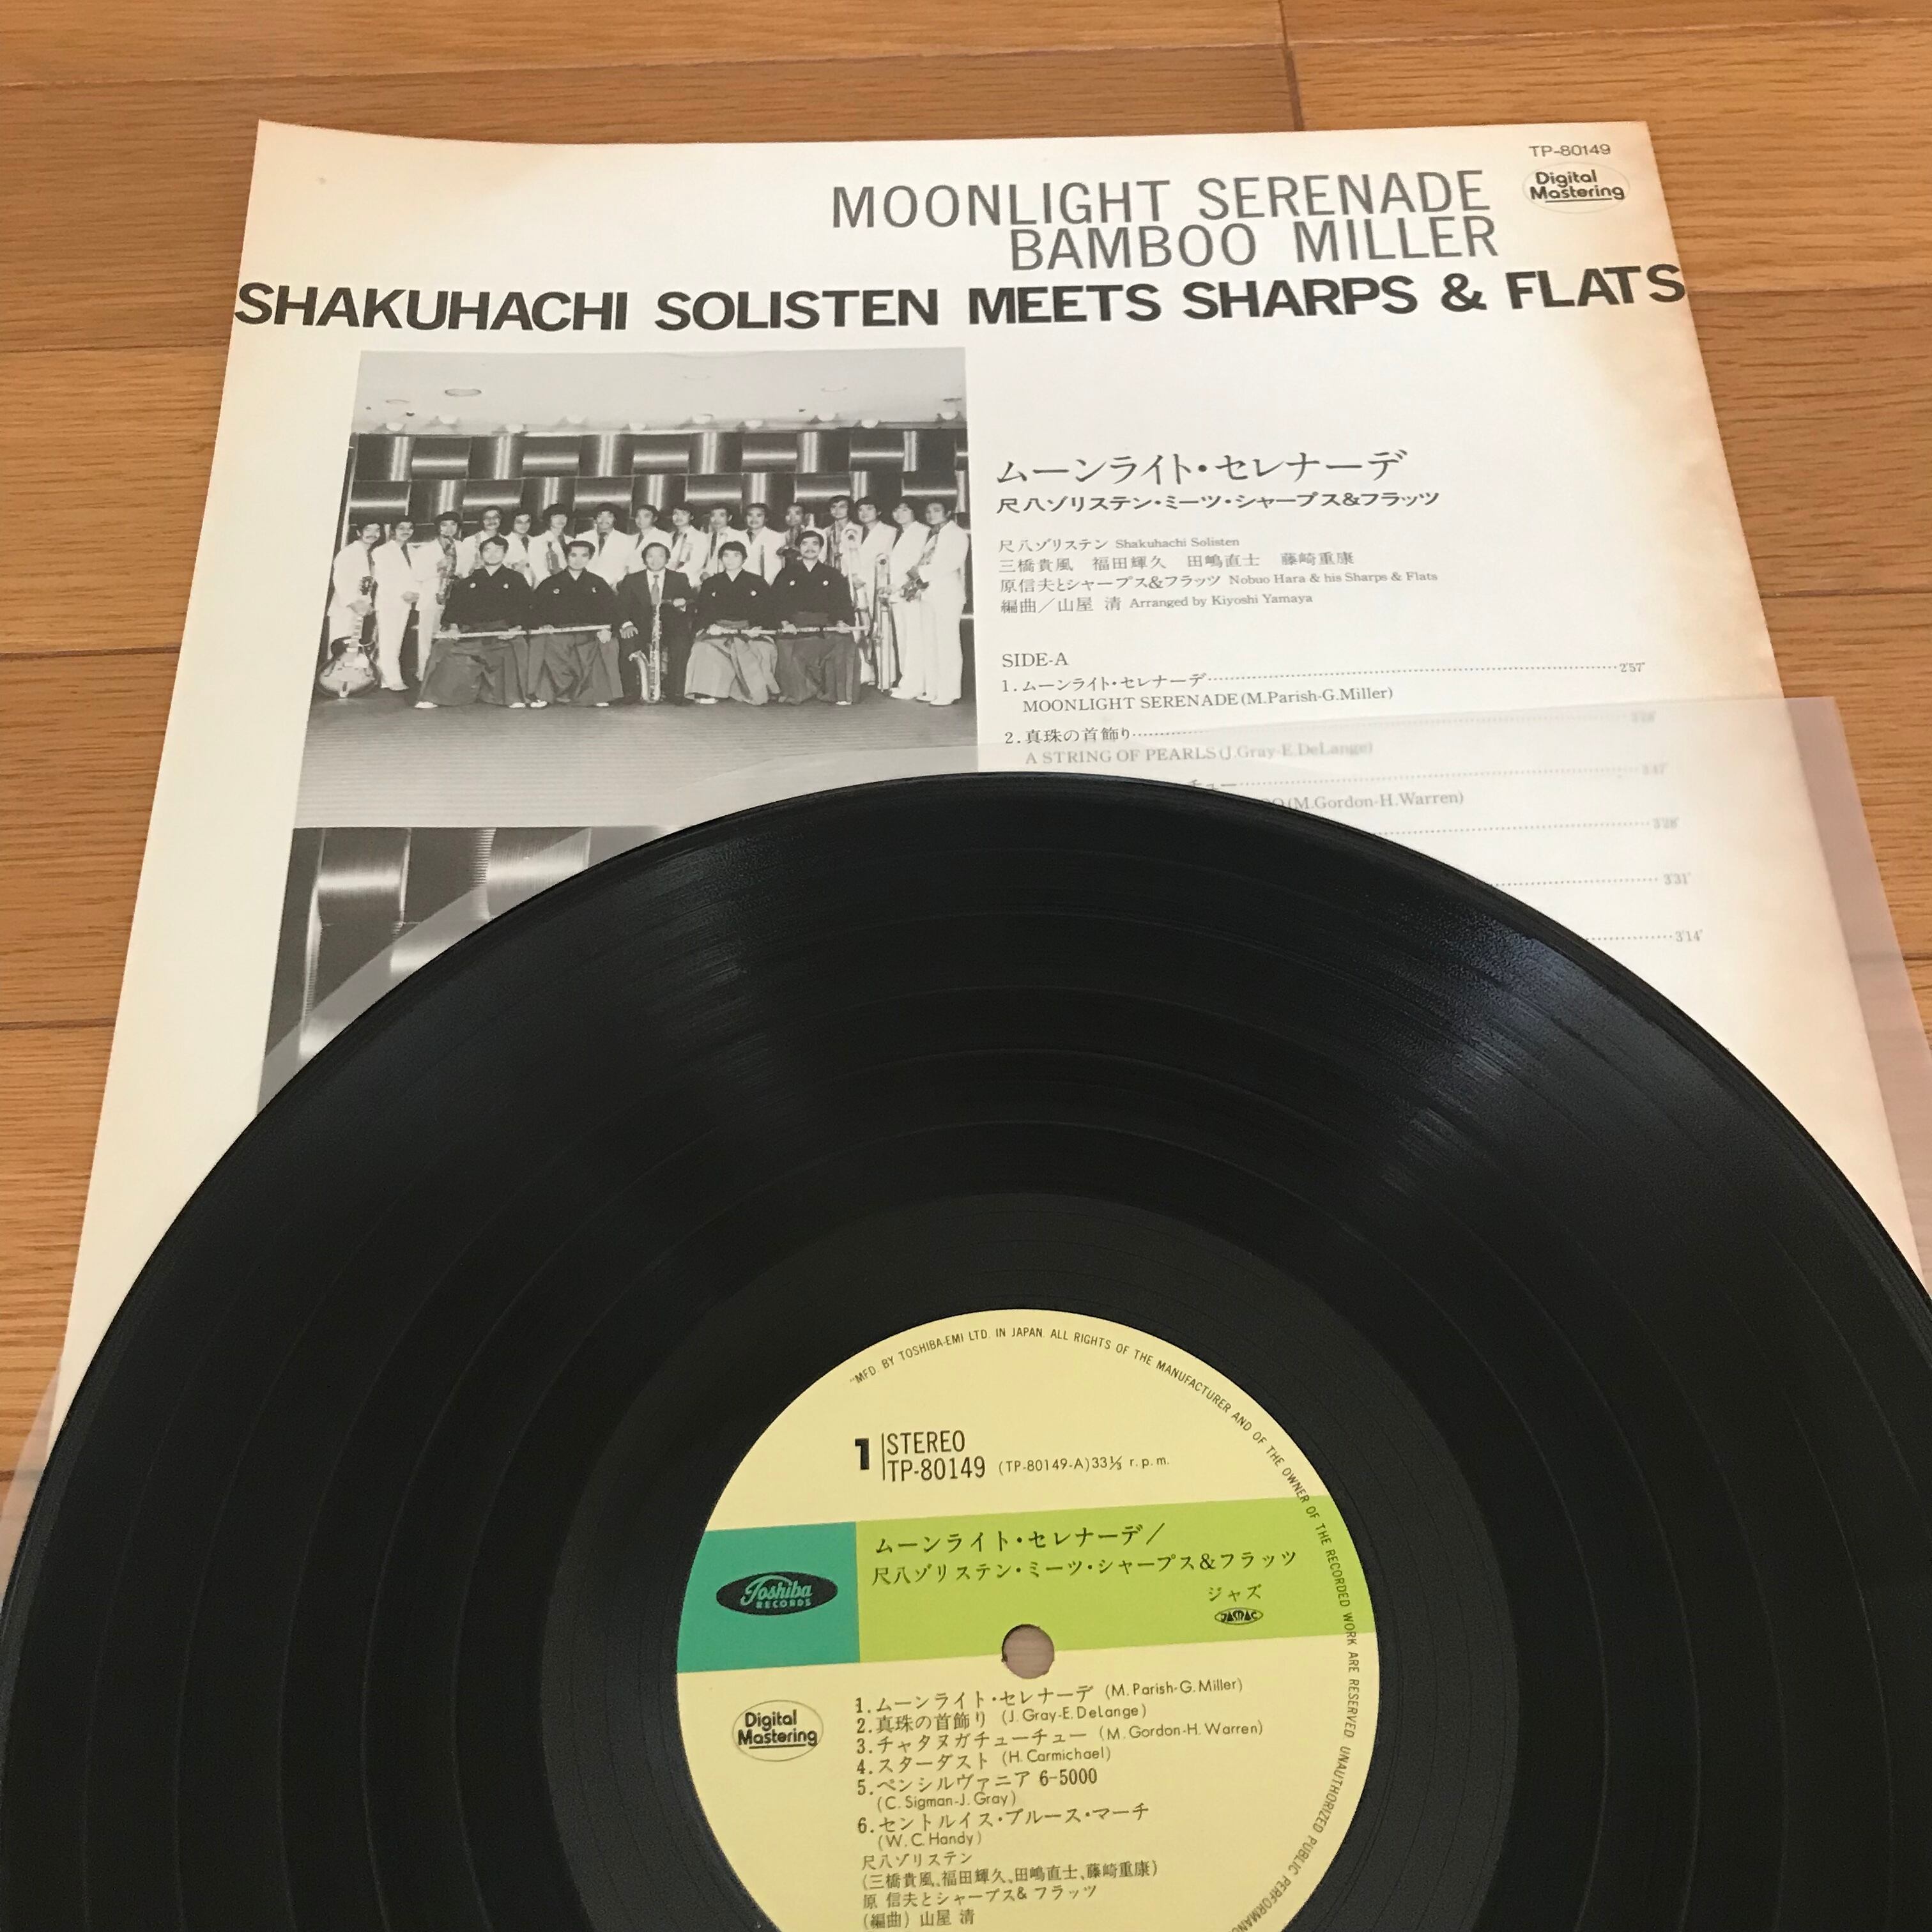 TP-80149
Digital
Mastering
MOONLIGHT SERENADE
BAMBOO MILLER
SHAKUHACHI SOLISTEN MEETS SHARPS & FLATS
ムーンライト・セレナーデ
尺八ゾリステン・ミーツ・シャープス&フラッツ
尺八ゾリステン Shakuhachi Solisten
三橋貴風 福田輝久 田嶋直士 藤崎重康
原信夫とシャープス&フラッツ Nobuo Hara & his Sharps & Flats
編曲/山屋 清 Arranged by Kiyoshi Yamaya
SIDE-A
1.ムーンライト・セレナーデ 2'57"
MOONLIGHT SERENADE(M.Parish-G.Miller)
2.真珠の首飾り
A STRING OF PEARLS(J.Gray-E.DeLange)
チュー
(M.Gordon-H.Warren)
3'28"
3'31"
3'14"
"MFD. BY TOSHIBA-EMI LTD. IN JAPAN. ALL RIGHTS OF THE MANUFACTURER AND OF THE OWNER OF THE RECORDED WORK ARE RESERVED. UNAUTHORIZED PUBLIC
1 STEREO
TP-80149 (TP-80149-A)33⅓ r.p.m.
ムーンライト・セレナーデ/
尺八ゾリステン・ミーツ・シャープス&フラッツ
ジャズ
JASRAC
Toshiba
RECORDS
Digital
Mastering
1.ムーンライト・セレナーデ (M.Parish-G.Miller)
2.真珠の首飾り (J.Gray-E.DeLange)
3.チャタヌガチューチュー (M.Gordon-H.Warren)
4.スターダスト (H.Carmichael)
5.ペンシルヴァニア 6-5000
(C.Sigman-J.Gray)
6.セントルイス・ブルース・マーチ
(W.C.Handy)
尺八ゾリステン
(三橋貴風、福田輝久、田嶋直士、藤崎重康)
原 信夫とシャープス& フラッツ
(編曲) 山屋 清